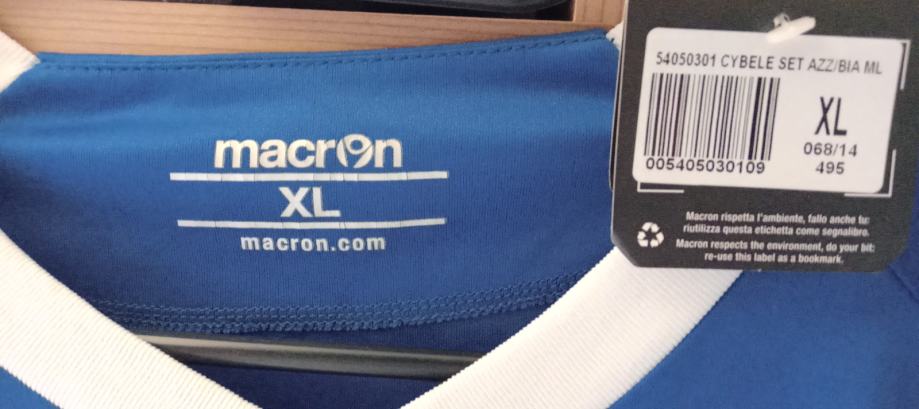 macron
XL
macron.com
54050301 CYBELE SET AZZ/BIA ML
XL
068/14
495
005405030109
Macron rispetta l'ambiente, fallo anche tu:
riutilizza questa etichetta come segnalibro.
Macron respects the environment, do your bit:
re-use this label as a bookmark.